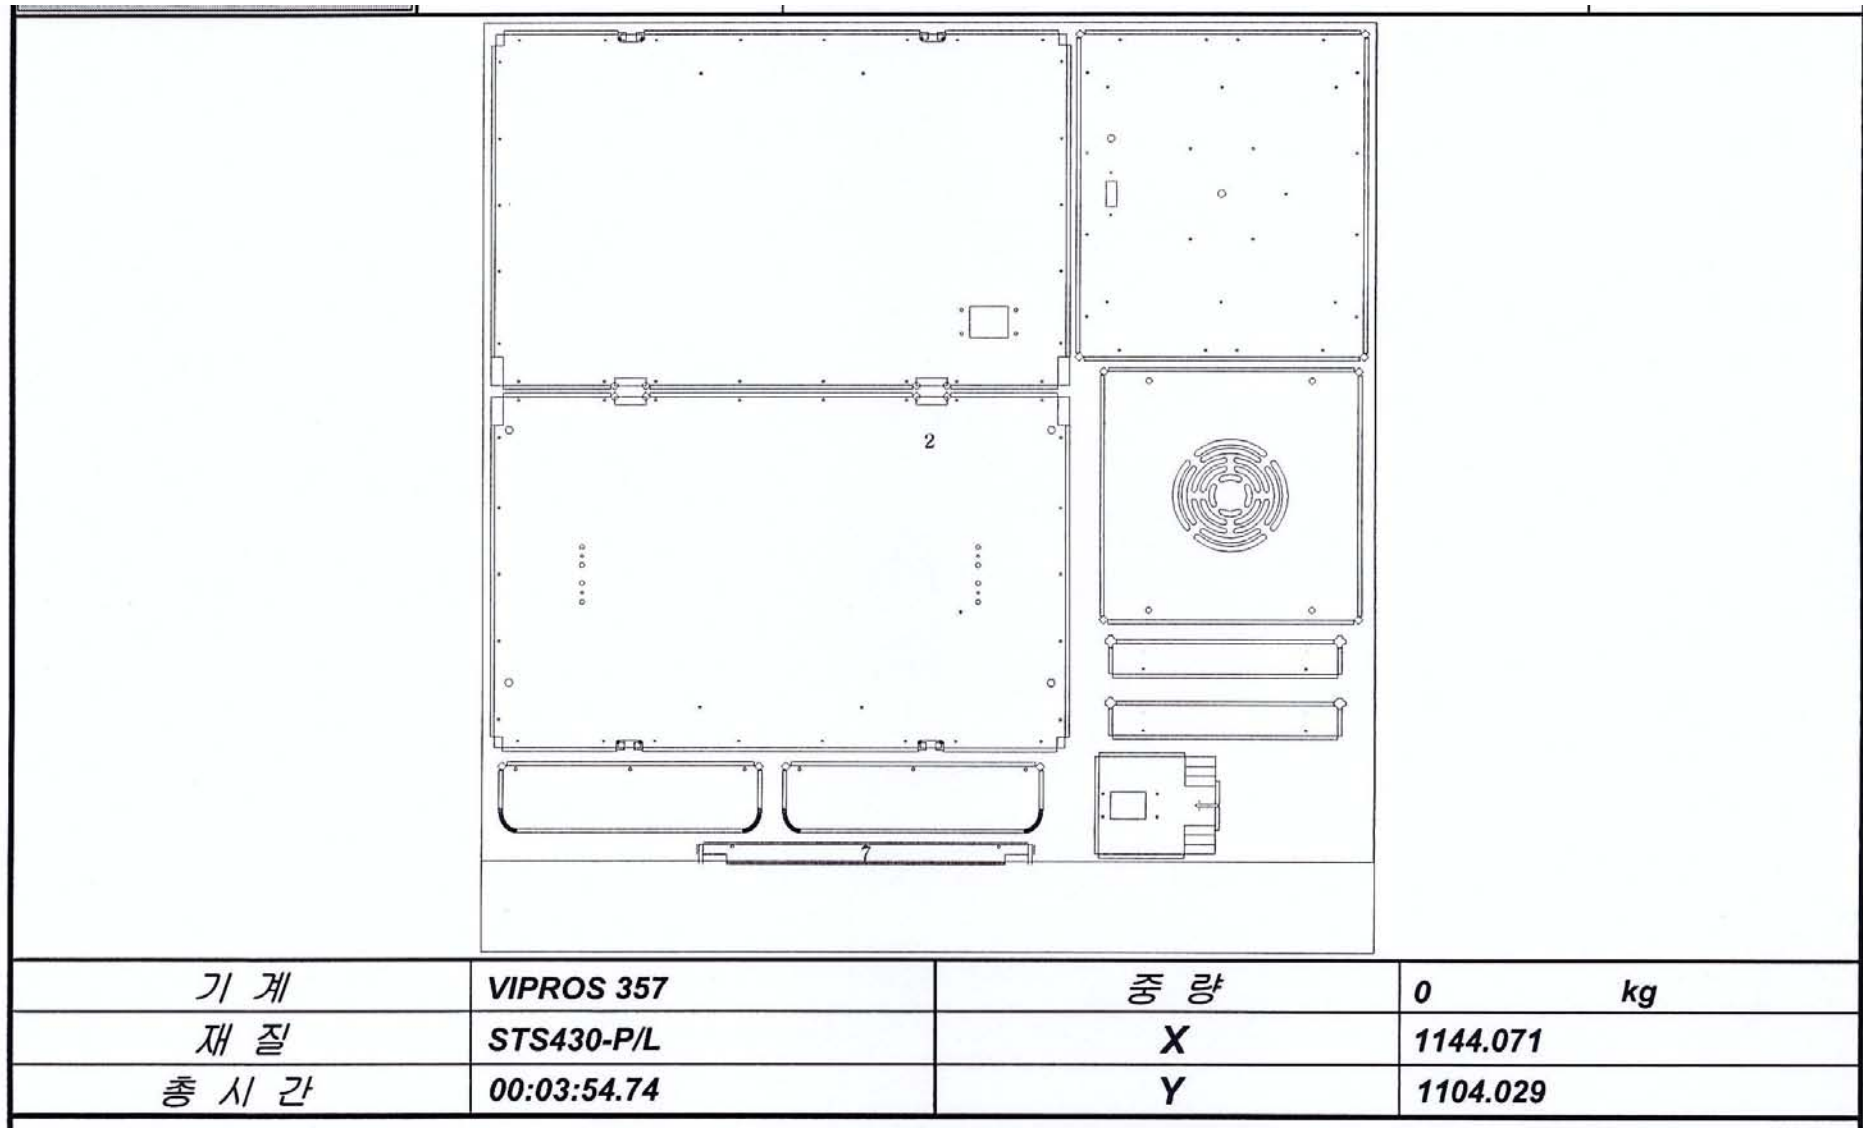 2
7
기 계 VIPROS 357 중 량 0 kg
재 질 STS430-P/L X 1144.071
총 시 간 00:03:54.74 Y 1104.029